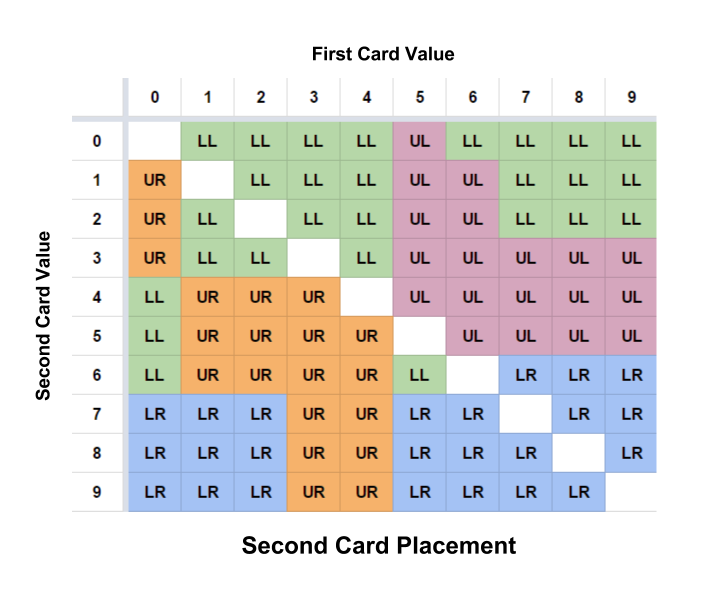 First Card Value
0 1 2 3 4 5 6 7 8 9
0 LL LL LL LL UL LL LL LL LL
1 UR LL LL LL UL UL LL LL LL
2 UR LL LL LL UL UL LL LL LL
3 UR LL LL LL UL UL UL UL UL
4 LL UR UR UR UL UL UL UL UL
5 LL UR UR UR UR UL UL UL UL
6 LL UR UR UR UR LL LR LR LR
7 LR LR LR UR UR LR LR LR LR
8 LR LR LR UR UR LR LR LR LR
9 LR LR LR UR UR LR LR LR LR
Second Card Value
Second Card Placement